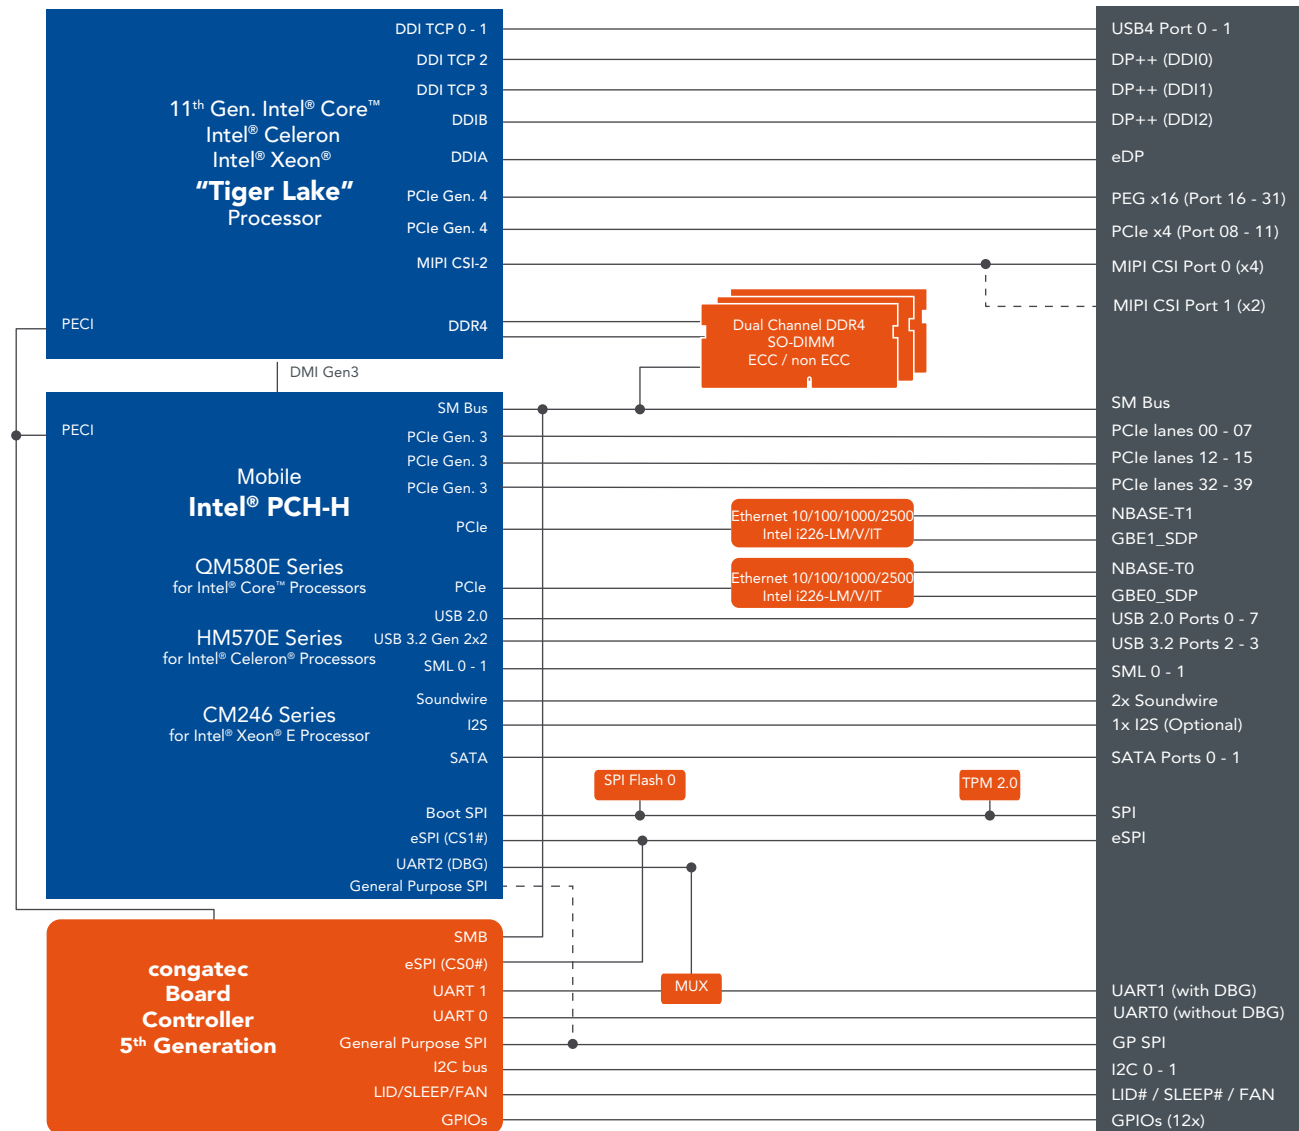 DDI TCP 0 - 1
USB4 Port 0 - 1
DDI TCP 2
DP++ (DDI0)
DDI TCP 3
DP++ (DDI1)
DDIB
DP++ (DDI2)
DDIA
eDP
PCIe Gen. 4
PEG x16 (Port 16 - 31)
PCIe Gen. 4
PCIe x4 (Port 08 - 11)
MIPI CSI-2
MIPI CSI Port 0 (x4)
MIPI CSI Port 1 (x2)
11th Gen. Intel® Core™
Intel® Celeron
Intel® Xeon®
“Tiger Lake”
Processor
PECI
DDR4
Dual Channel DDR4
SO-DIMM
ECC / non ECC
DMI Gen3
SM Bus
SM Bus
PECI
PCIe Gen. 3
PCIe lanes 00 - 07
PCIe Gen. 3
PCIe lanes 12 - 15
PCIe Gen. 3
PCIe lanes 32 - 39
Mobile
Intel® PCH-H
QM580E Series
for Intel® Core™ Processors
HM570E Series
for Intel® Celeron® Processors
CM246 Series
for Intel® Xeon® E Processor
PCIe
Ethernet 10/100/1000/2500
Intel i226-LM/V/IT
NBASE-T1
GBE1_SDP
PCIe
Ethernet 10/100/1000/2500
Intel i226-LM/V/IT
NBASE-T0
GBE0_SDP
USB 2.0
USB 2.0 Ports 0 - 7
USB 3.2 Gen 2x2
USB 3.2 Ports 2 - 3
SML 0 - 1
SML 0 - 1
Soundwire
2x Soundwire
I2S
1x I2S (Optional)
SATA
SATA Ports 0 - 1
SPI Flash 0
TPM 2.0
Boot SPI
SPI
eSPI (CS1#)
eSPI
UART2 (DBG)
General Purpose SPI
congatec
Board
Controller
5th Generation
SMB
eSPI (CS0#)
UART 1
MUX
UART1 (with DBG)
UART 0
UART0 (without DBG)
General Purpose SPI
GP SPI
I2C bus
I2C 0 - 1
LID/SLEEP/FAN
LID# / SLEEP# / FAN
GPIOs
GPIOs (12x)